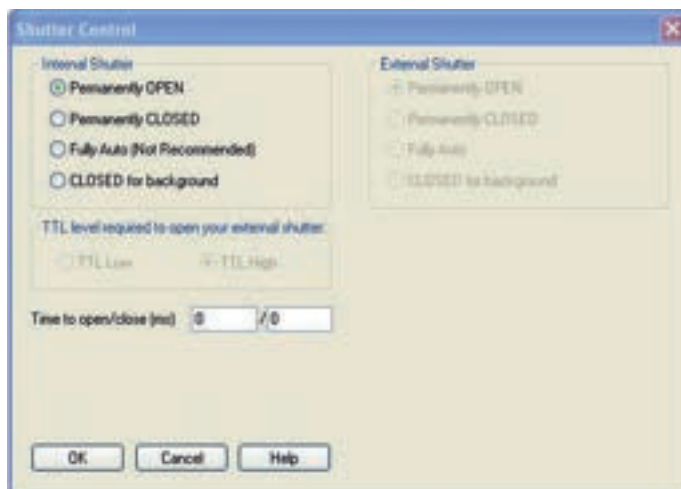 Shutter Control
Internal Shutter
Permanently OPEN
Permanently CLOSED
Fully Auto (Not Recommended)
CLOSED for background
External Shutter
Permanently OPEN
Permanently CLOSED
Fully Auto
CLOSED for background
TTL level required to open your external shutter:
TTL Low TTL High
Time to open/close (ms) 0 / 0
OK Cancel Help